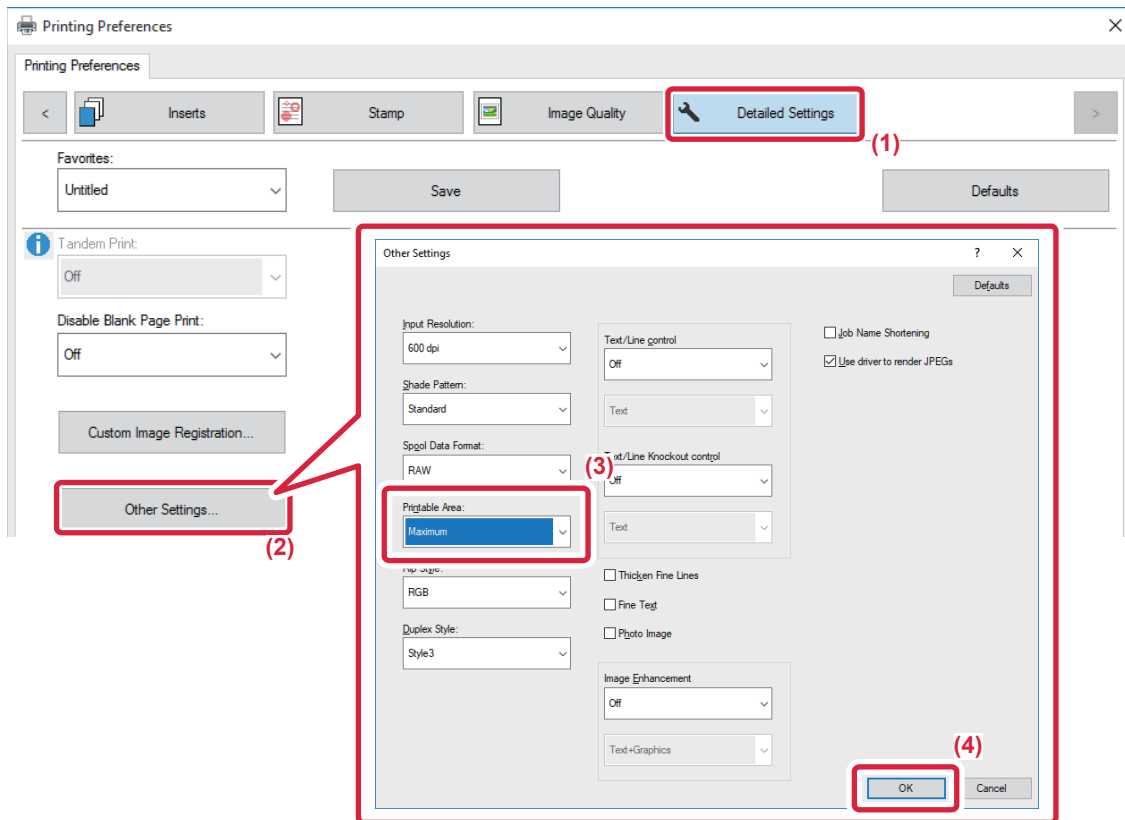 Printing Preferences
Printing Preferences
<
Inserts
Stamp
Image Quality
Detailed Settings
>
(1)
Favorites:
Untitled
Save
Defaults
Tandem Print:
Off
Disable Blank Page Print:
Off
Custom Image Registration...
Other Settings...
(2)
Other Settings
?
Defaults
Input Resolution:
600 dpi
Shade Pattern:
Standard
Spool Data Format:
RAW
(3)
Printable Area:
Maximum
Rip Style:
RGB
Duplex Style:
Style3
Text/Line control
Off
Text
Text/Line Knockout control
Off
Text
Thicken Fine Lines
Fine Text
Photo Image
Image Enhancement
Off
Text+Graphics
Job Name Shortening
Use driver to render JPEGs
(4)
OK
Cancel